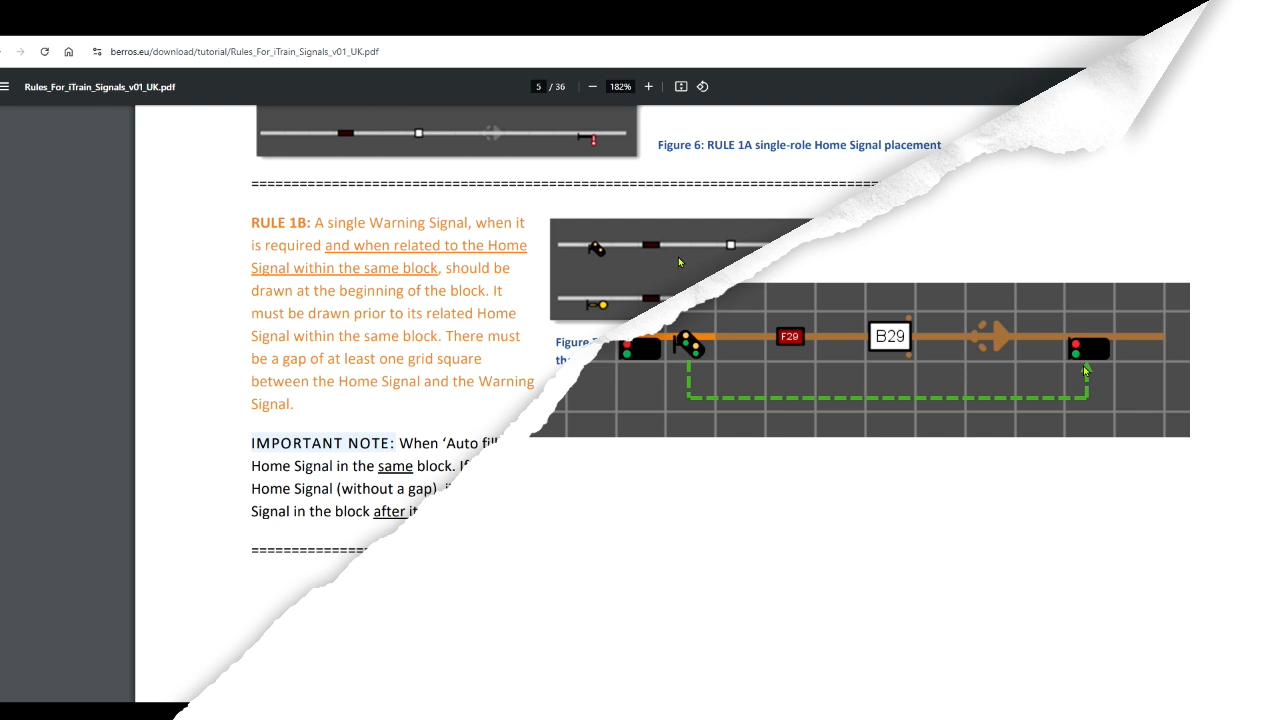 berros.eu/download/tutorial/Rules_For_iTrain_Signals_v01_UK.pdf
Rules_For_iTrain_Signals_v01_UK.pdf
5 / 36
182%
Figure 6: RULE 1A single-role Home Signal placement
==============================================================================
RULE 1B: A single Warning Signal, when it
is required and when related to the Home
Signal within the same block, should be
drawn at the beginning of the block. It
must be drawn prior to its related Home
Signal within the same block. There must
be a gap of at least one grid square
between the Home Signal and the Warning
Signal.
Figure
F29
B29
IMPORTANT NOTE: When ‘Auto fill
Home Signal in the same block. If
Home Signal (without a gap)
Signal in the block after it
==============